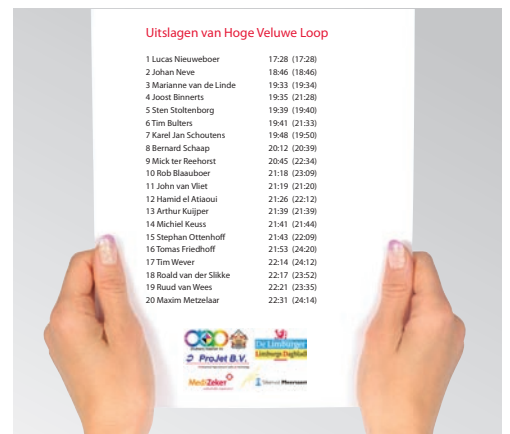 Uitslagen van Hoge Veluwe Loop
1 Lucas Nieuweboer 17:28 (17:28)
2 Johan Neve 18:46 (18:46)
3 Marianne van de Linde 19:33 (19:34)
4 Joost Binnerts 19:35 (21:28)
5 Sten Stoltenborg 19:39 (19:40)
6 Tim Bulters 19:41 (21:33)
7 Karel Jan Schoutens 19:48 (19:50)
8 Bernard Schaap 20:12 (20:39)
9 Mick ter Reehorst 20:45 (22:34)
10 Rob Blaauboer 21:18 (23:09)
11 John van Vliet 21:19 (21:20)
12 Hamid el Atiaoui 21:26 (22:12)
13 Arthur Kuijper 21:39 (21:39)
14 Michiel Keuss 21:41 (21:44)
15 Stephan Ottenhoff 21:43 (22:09)
16 Tomas Friedhoff 21:53 (24:20)
17 Tim Wever 22:14 (24:12)
18 Roald van der Slikke 22:17 (23:52)
19 Ruud van Wees 22:21 (23:35)
20 Maxim Metzelaar 22:31 (24:14)
De Limburger
Limburgs Dagblad
ProJet B.V.
MediZeker